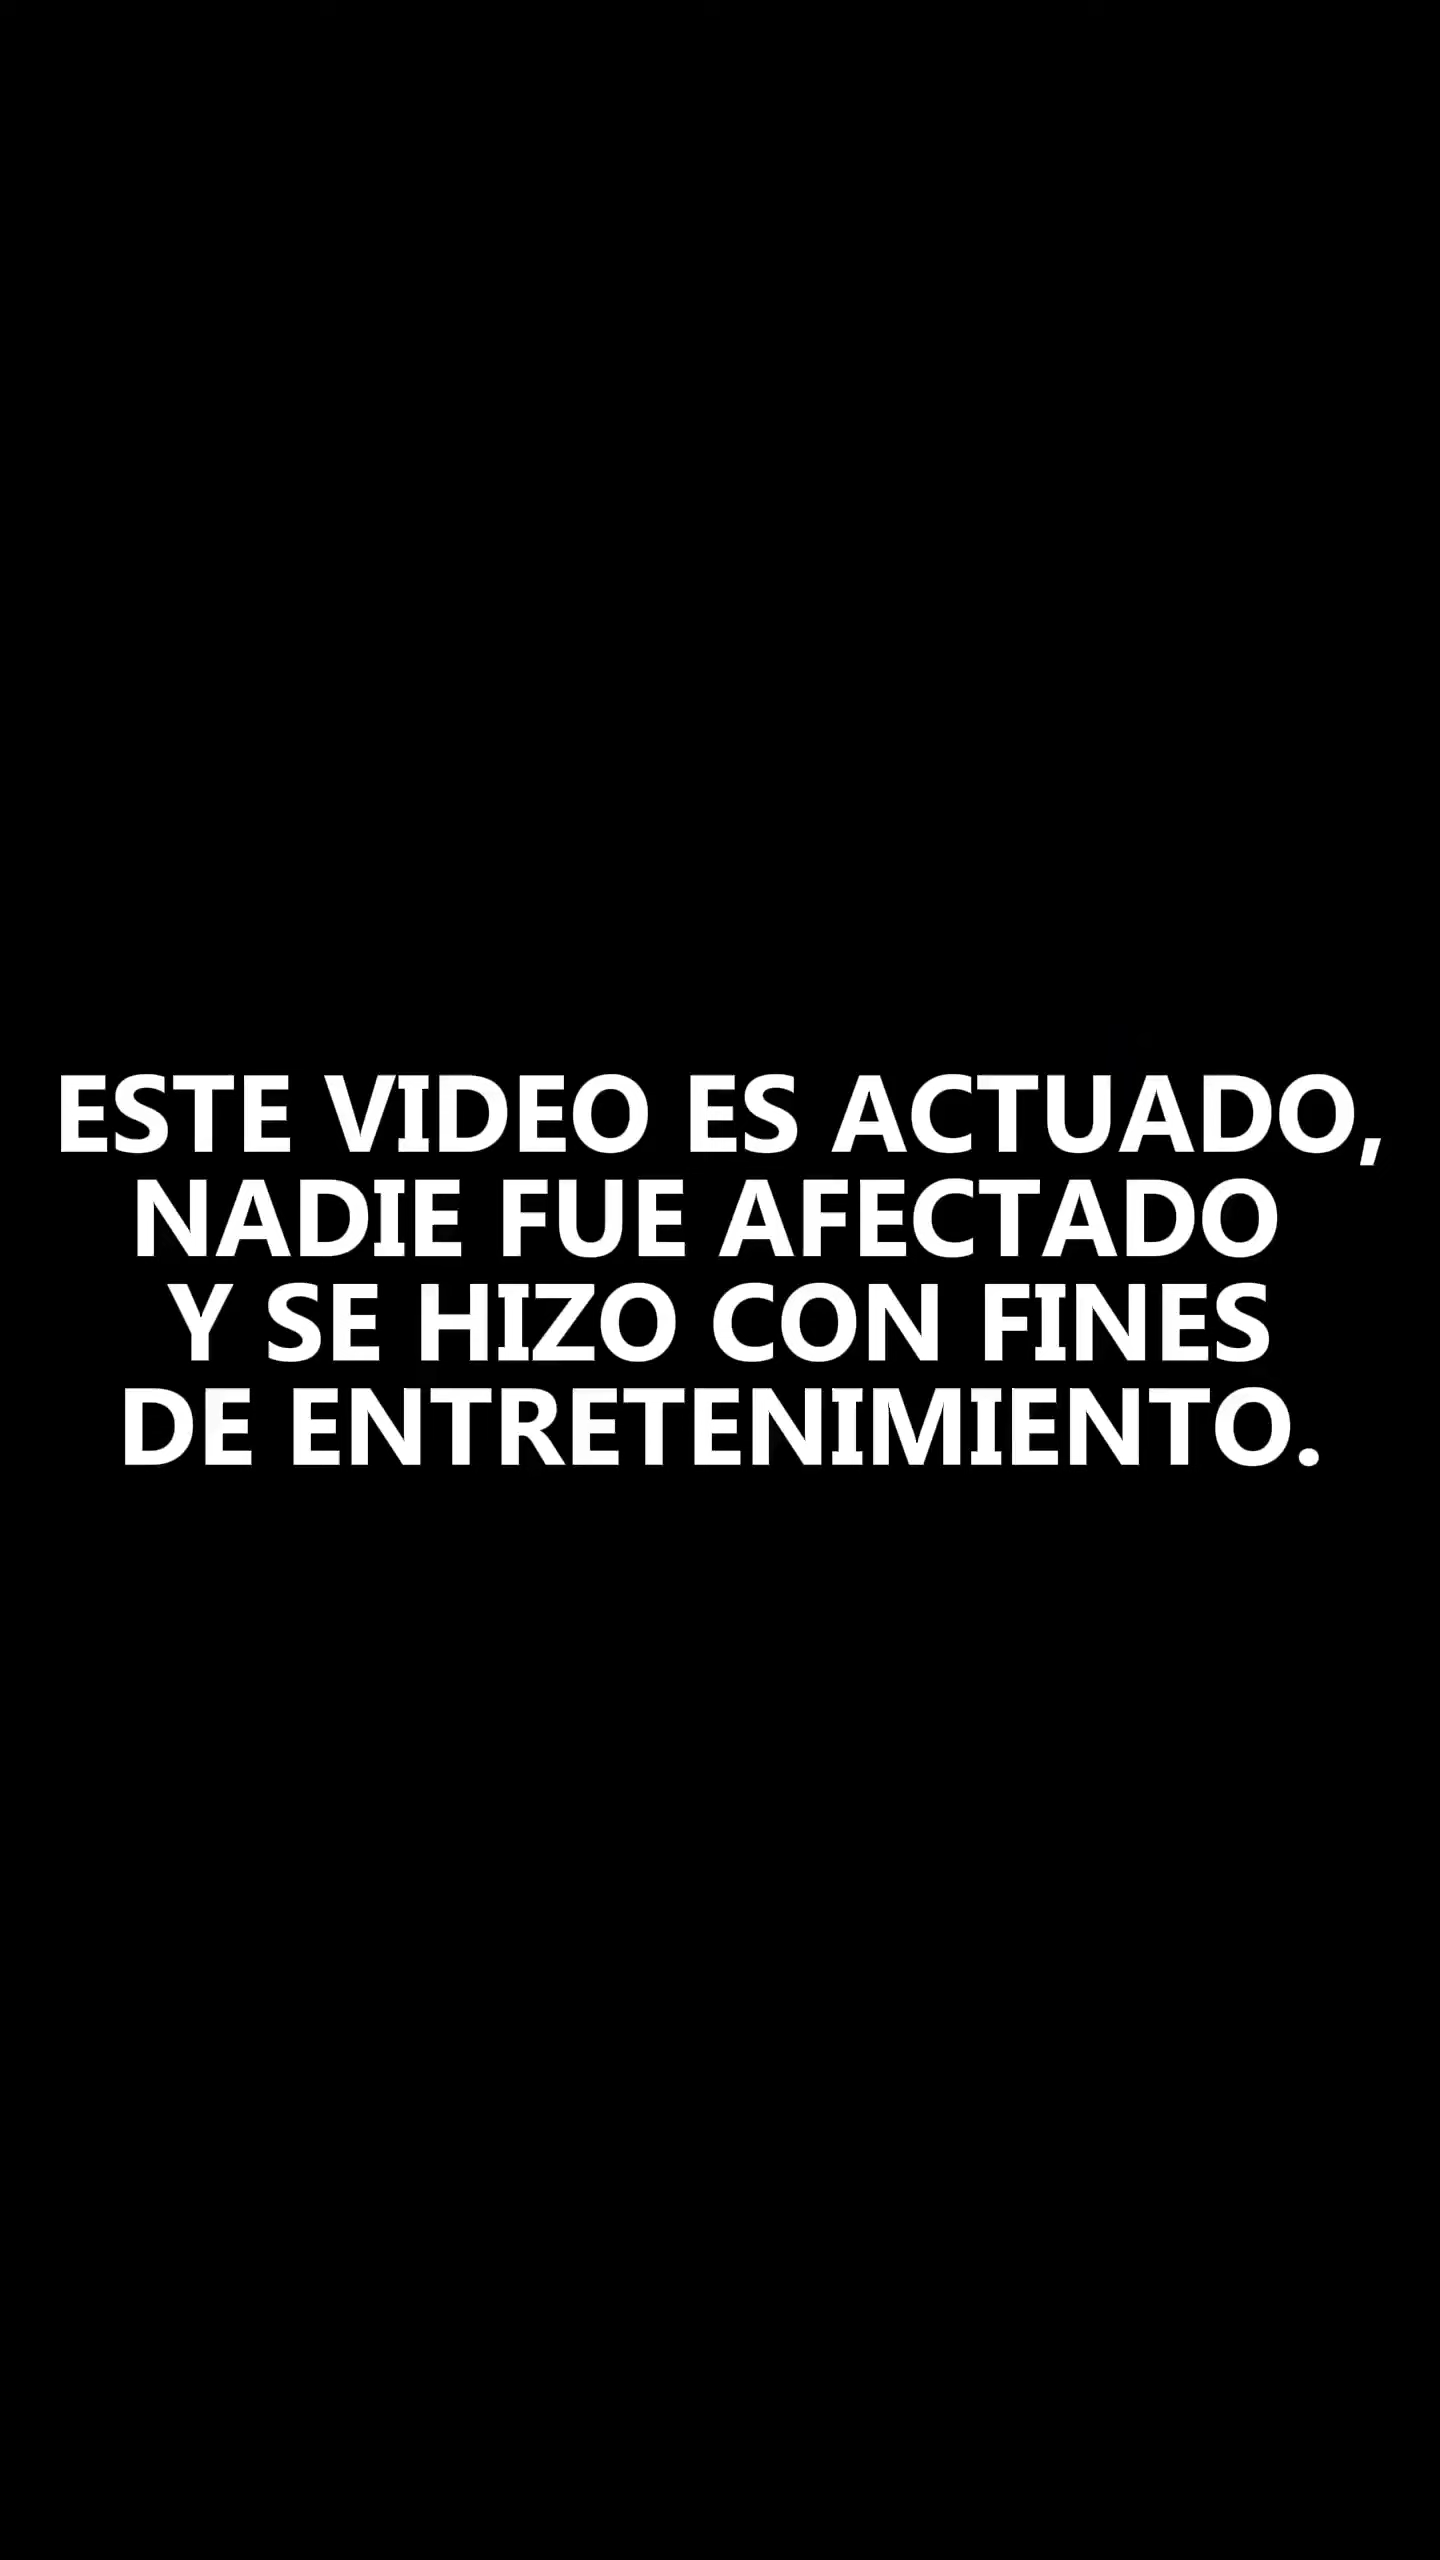 ESTE VIDEO ES ACTUADO,
NADIE FUE AFECTADO
Y SE HIZO CON FINES
DE ENTRETENIMIENTO.